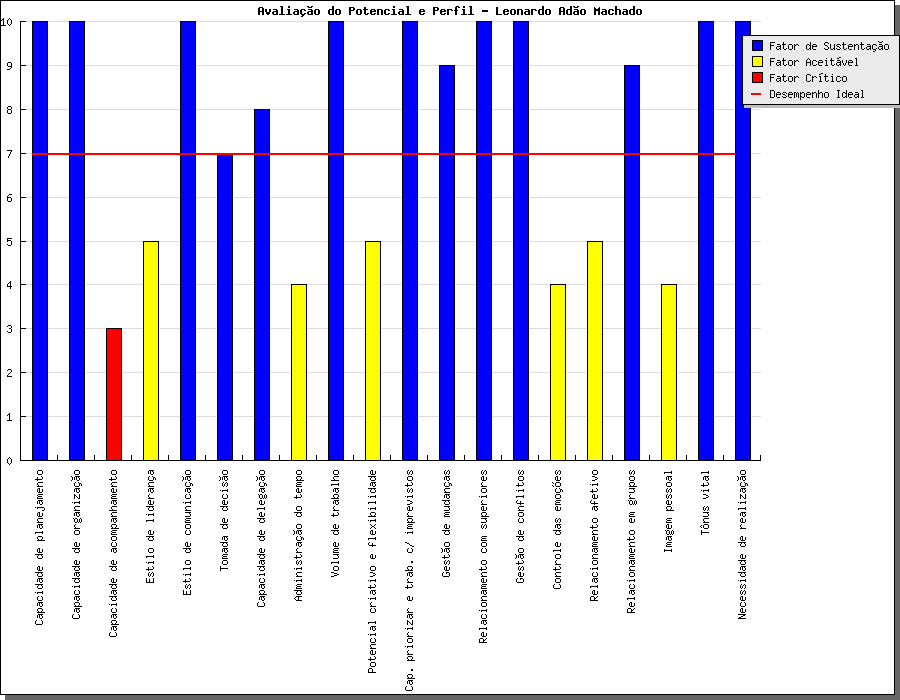 Avaliação do Potencial e Perfil - Leonardo Adão Machado
10
9
8
7
6
5
4
3
2
1
0
Fator de Sustentação
Fator Aceitável
Fator Crítico
Desempenho Ideal
Capacidade de planejamento
Capacidade de organização
Capacidade de acompanhamento
Estilo de liderança
Estilo de comunicação
Tomada de decisão
Capacidade de delegação
Administração do tempo
Volume de trabalho
Potencial criativo e flexibilidade
Cap. priorizar e trab. c/ imprevistos
Gestão de mudanças
Relacionamento com superiores
Gestão de conflitos
Controle das emoções
Relacionamento afetivo
Relacionamento em grupos
Imagem pessoal
Tônus vital
Necessidade de realização